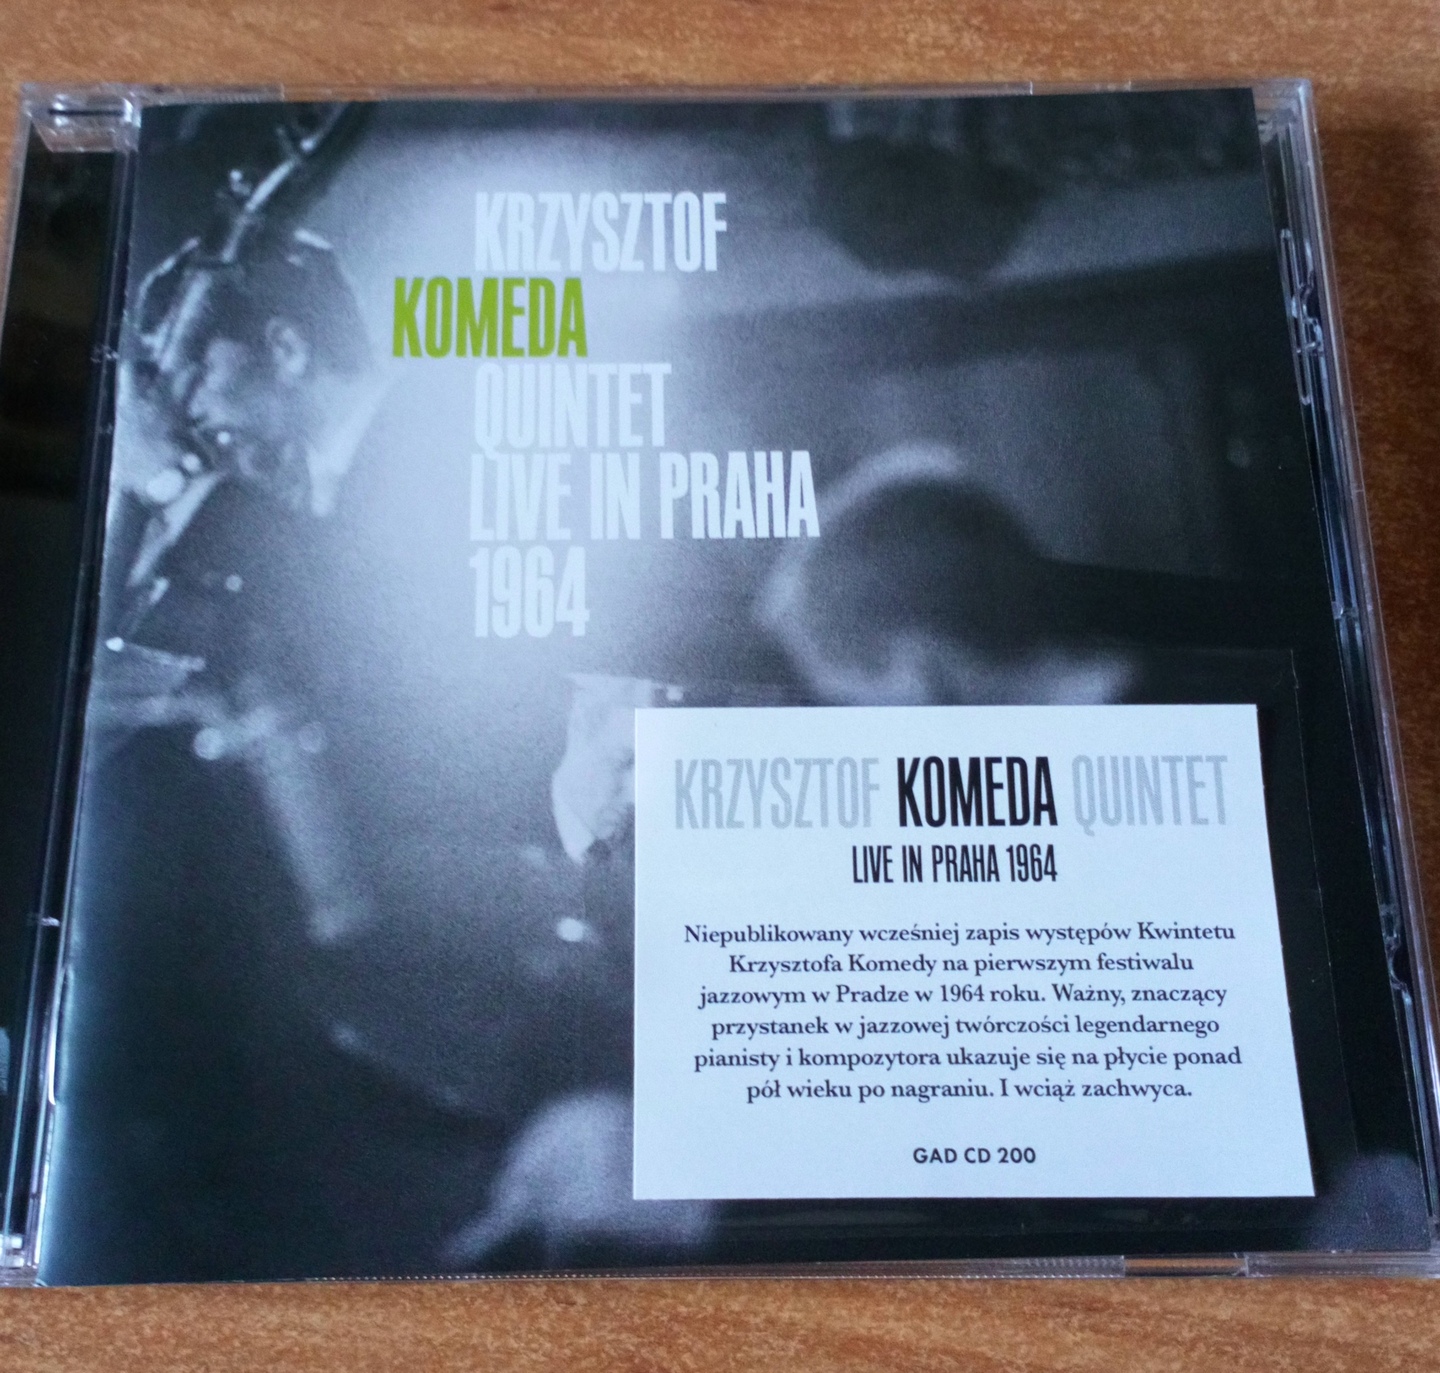 KRZYSZTOF
KOMEDA
QUINTET
LIVE IN PRAHA
1964
KRZYSZTOF KOMEDA QUINTET
LIVE IN PRAHA 1964
Niepublikowany wcześniej zapis występów Kwintetu
Krzysztofa Komedy na pierwszym festiwalu
jazzowym w Pradze w 1964 roku. Ważny, znaczący
przystanek w jazzowej twórczości legendarnego
pianisty i kompozytora ukazuje się na płycie ponad
pół wieku po nagraniu. I wciąż zachwyca.
GAD CD 200